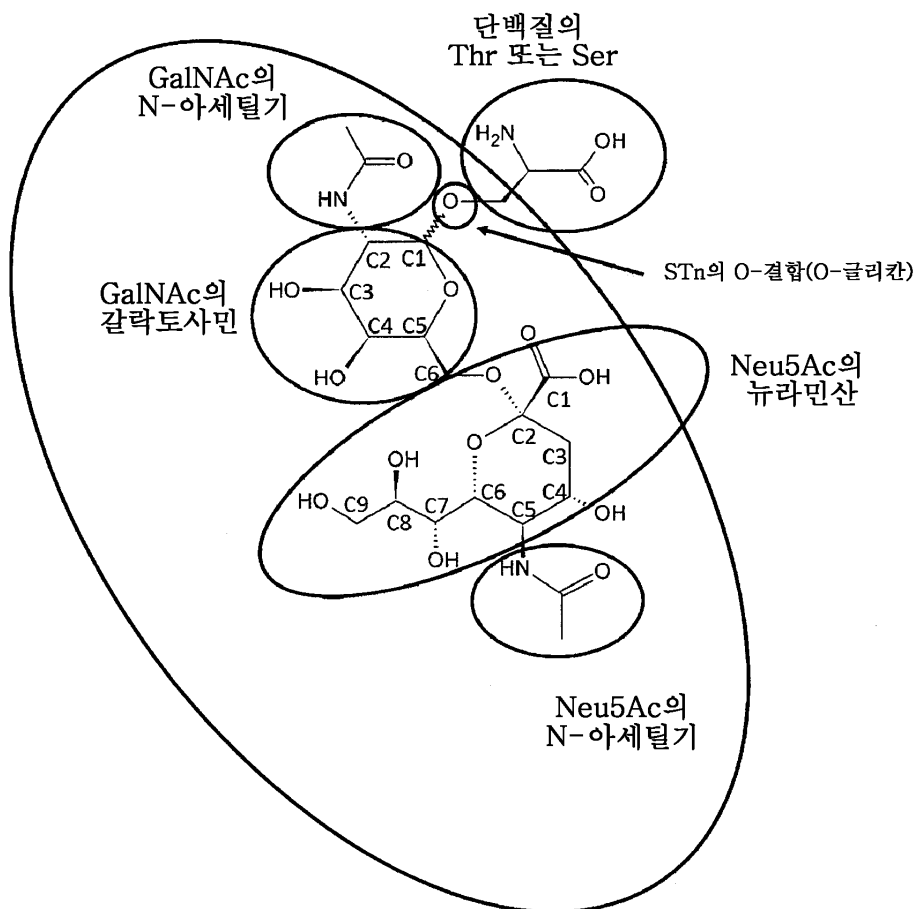 단백질의
Thr 또는 Ser
GalNAc의
N-아세틸기
H₂N
OH
O
O
HN
O
STn의 O-결합(O-글리칸)
C2
C1
HO
C3
O
GalNAc의
갈락토사민
C4
C5
HO
C6
O
O
OH
C1
Neu5Ac의
뉴라민산
C2
O
C3
OH
HO
C9
C8
C7
C6
C4
C5
OH
OH
HN
O
Neu5Ac의
N-아세틸기